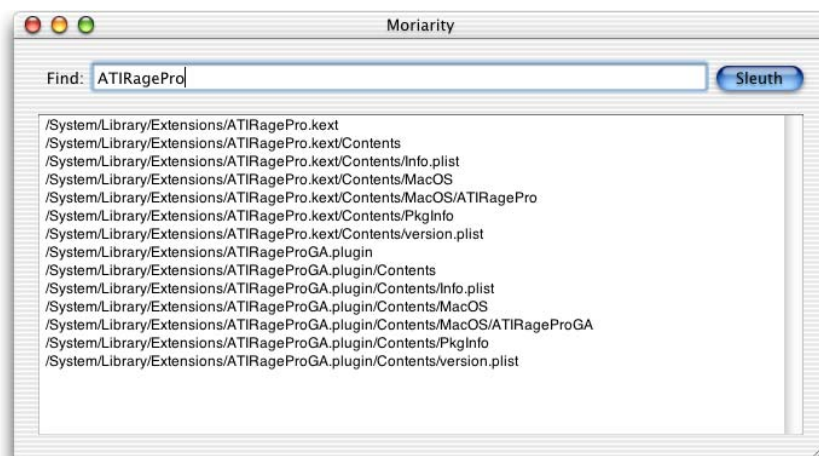 Moriarity
Find: ATIRagePro Sleuth
/System/Library/Extensions/ATIRagePro.kext
/System/Library/Extensions/ATIRagePro.kext/Contents
/System/Library/Extensions/ATIRagePro.kext/Contents/Info.plist
/System/Library/Extensions/ATIRagePro.kext/Contents/MacOS
/System/Library/Extensions/ATIRagePro.kext/Contents/MacOS/ATIRagePro
/System/Library/Extensions/ATIRagePro.kext/Contents/PkgInfo
/System/Library/Extensions/ATIRagePro.kext/Contents/version.plist
/System/Library/Extensions/ATIRageProGA.plugin
/System/Library/Extensions/ATIRageProGA.plugin/Contents
/System/Library/Extensions/ATIRageProGA.plugin/Contents/Info.plist
/System/Library/Extensions/ATIRageProGA.plugin/Contents/MacOS
/System/Library/Extensions/ATIRageProGA.plugin/Contents/MacOS/ATIRageProGA
/System/Library/Extensions/ATIRageProGA.plugin/Contents/PkgInfo
/System/Library/Extensions/ATIRageProGA.plugin/Contents/version.plist